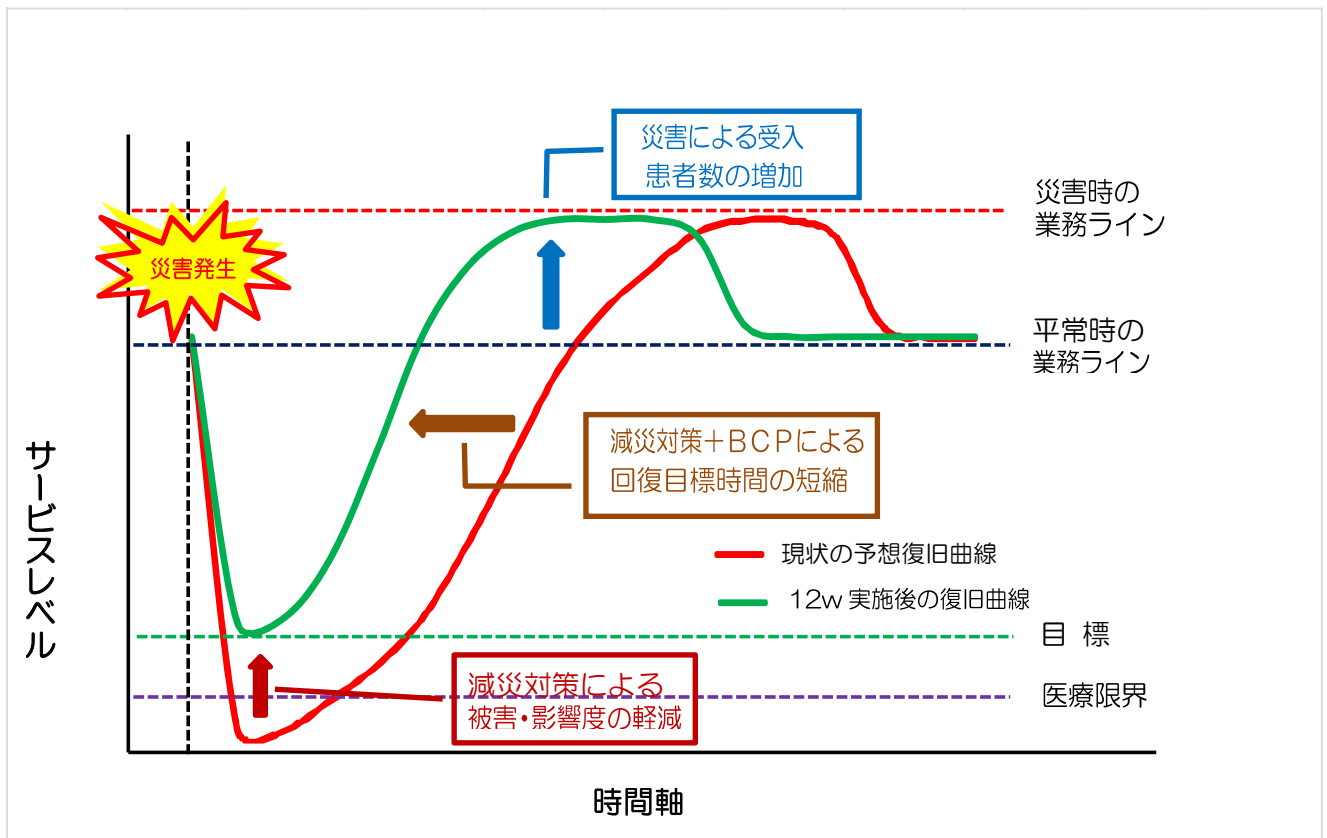 災害による受入
患者数の増加
災害時の
業務ライン
災害発生
平常時の
業務ライン
減災対策+BCPによる
回復目標時間の短縮
サービスレベル
現状の予想復旧曲線
12w 実施後の復旧曲線
目 標
減災対策による
被害・影響度の軽減
医療限界
時間軸